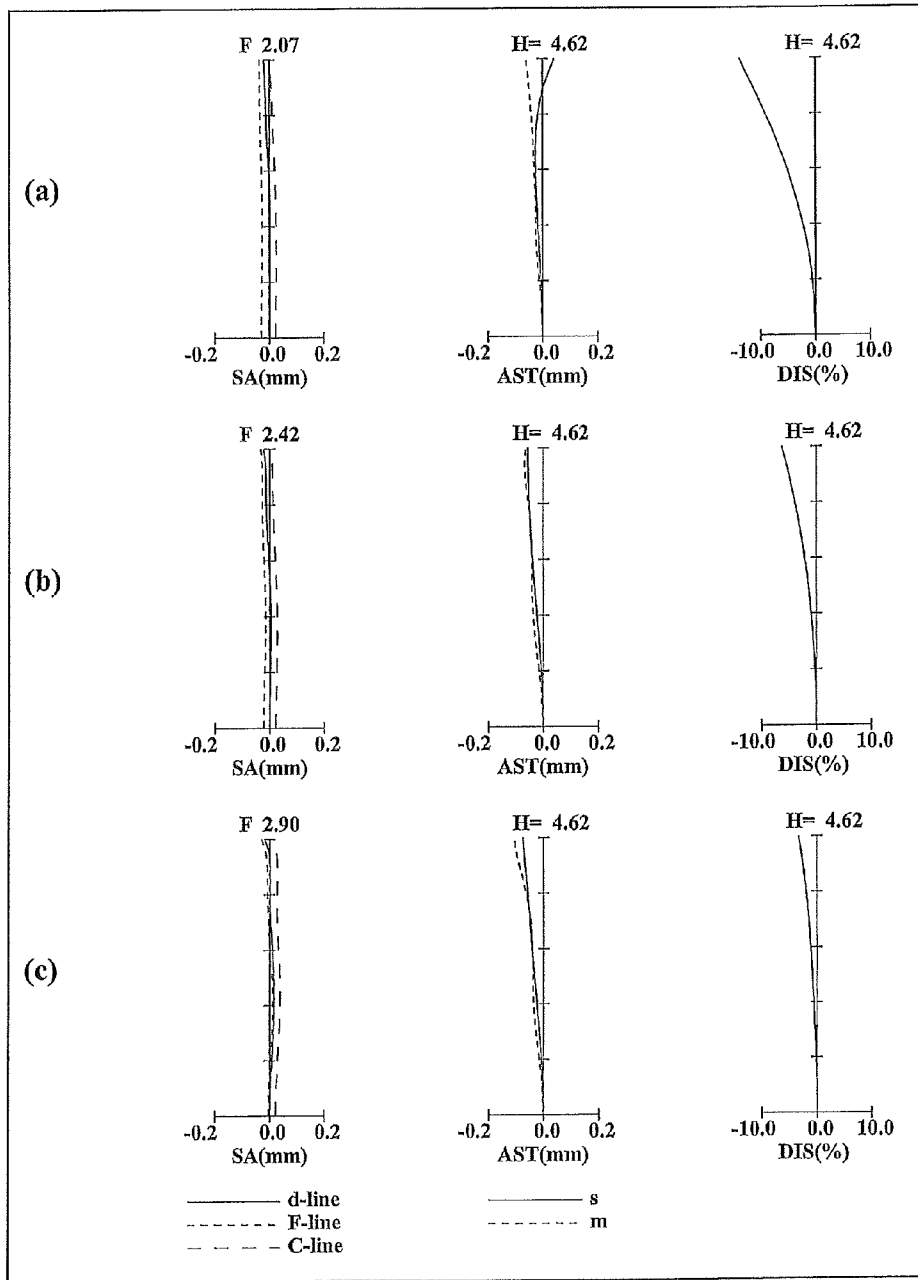 F 2.07 H= 4.62 H= 4.62
(a)
-0.2 0.0 0.2 -0.2 0.0 0.2 -10.0 0.0 10.0
SA(mm) AST(mm) DIS(%)
F 2.42 H= 4.62 H= 4.62
(b)
-0.2 0.0 0.2 -0.2 0.0 0.2 -10.0 0.0 10.0
SA(mm) AST(mm) DIS(%)
F 2.90 H= 4.62 H= 4.62
(c)
-0.2 0.0 0.2 -0.2 0.0 0.2 -10.0 0.0 10.0
SA(mm) AST(mm) DIS(%)
d-line s
F-line m
C-line